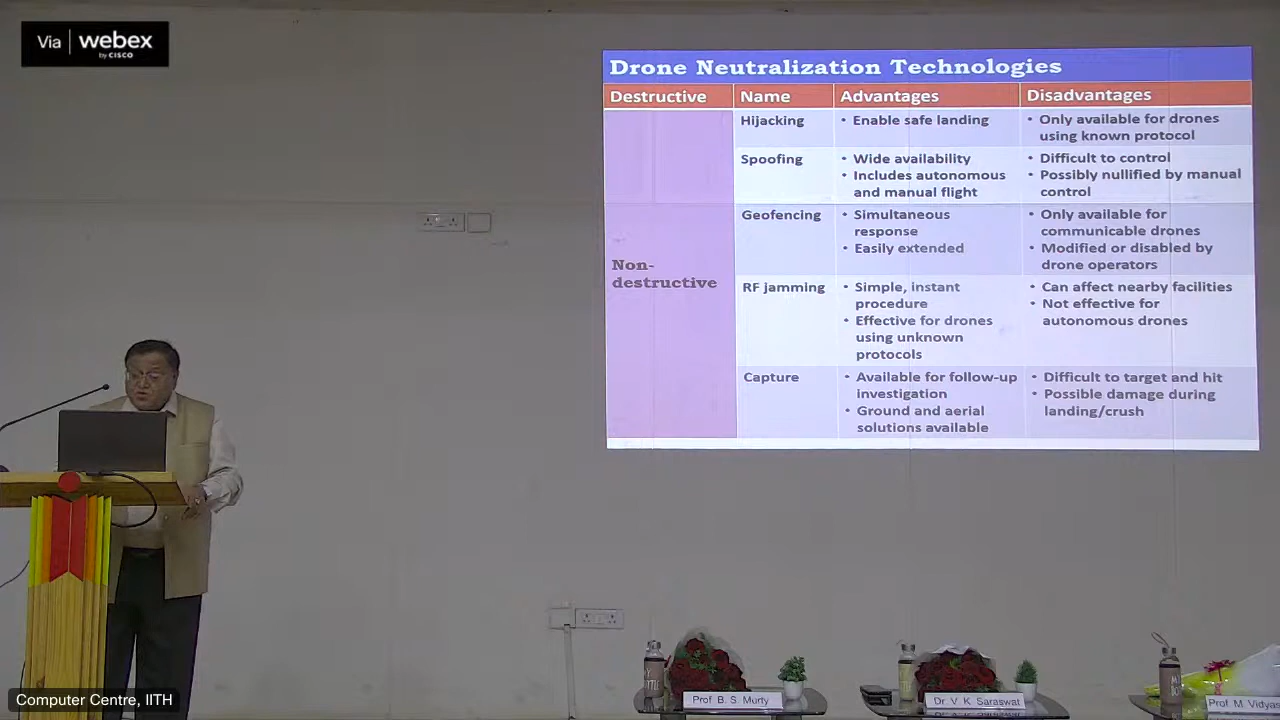 Via webex
by CISCO
Drone Neutralization Technologies
Destructive Name Advantages Disadvantages
Non-
destructive
Hijacking
• Enable safe landing
• Only available for drones
using known protocol
Spoofing
• Wide availability
• Includes autonomous
and manual flight
• Difficult to control
• Possibly nullified by manual
control
Geofencing
• Simultaneous
response
• Easily extended
• Only available for
communicable drones
• Modified or disabled by
drone operators
RF jamming
• Simple, instant
procedure
• Effective for drones
using unknown
protocols
• Can affect nearby facilities
• Not effective for
autonomous drones
Capture
• Available for follow-up
investigation
• Ground and aerial
solutions available
• Difficult to target and hit
• Possible damage during
landing/crush
Prof B. S. Murty
Dr. V. K. Saraswat
Prof. M. Vidyas
Computer Centre, IITH